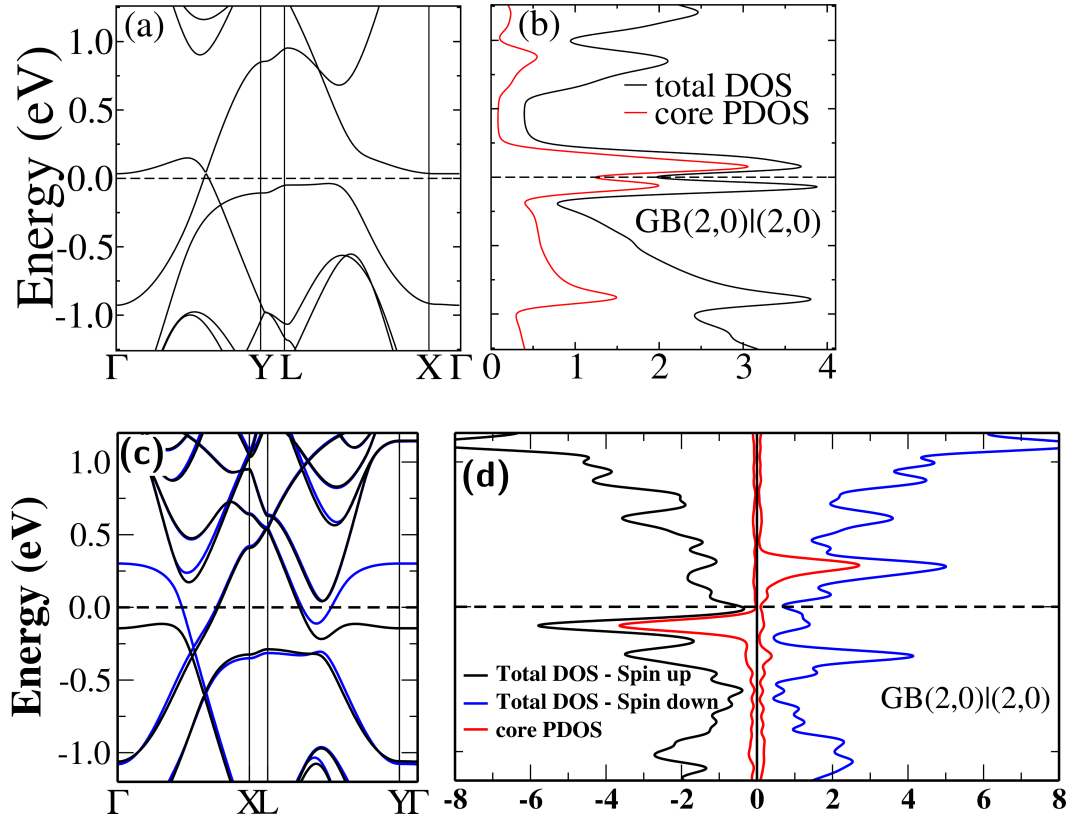 (a)
Energy (eV)
1.0
0.5
0.0
-0.5
-1.0
Γ Y L X Γ
(b)
total DOS
core PDOS
GB(2,0)|(2,0)
0 1 2 3 4
(c)
Energy (eV)
1.0
0.5
0.0
-0.5
-1.0
Γ X L Y Γ
(d)
Total DOS - Spin up
Total DOS - Spin down
core PDOS
GB(2,0)|(2,0)
-8 -6 -4 -2 0 2 4 6 8